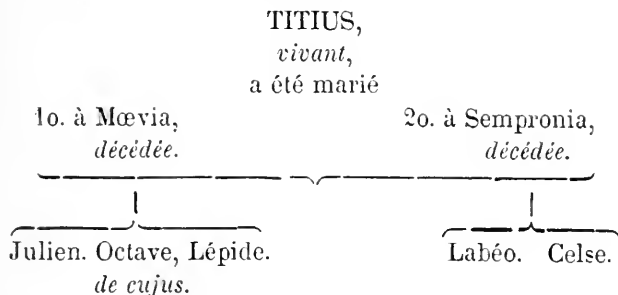 TITIUS,
vivant,
a été marié
1o. à Mœvia, 2o. à Sempronia,
décédée. décédée.
Julien. Octave, Lépide. Labéo. Celse.
de cujus.